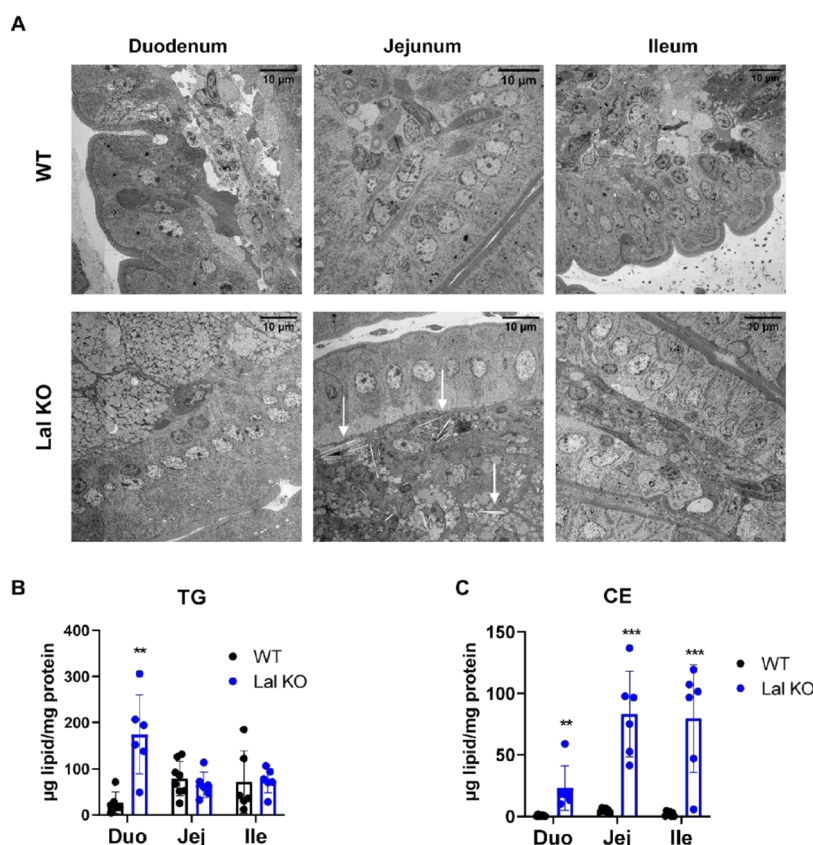 A
Duodenum Jejunum Ileum
WT
10 µm 10 µm 10 µm
Lal KO
10 µm 10 µm 10 µm
B
TG
µg lipid/mg protein
400
300
200
100
0
**
WT
Lal KO
Duo Jej Ile
C
CE
µg lipid/mg protein
150
100
50
0
**
***
***
WT
Lal KO
Duo Jej Ile